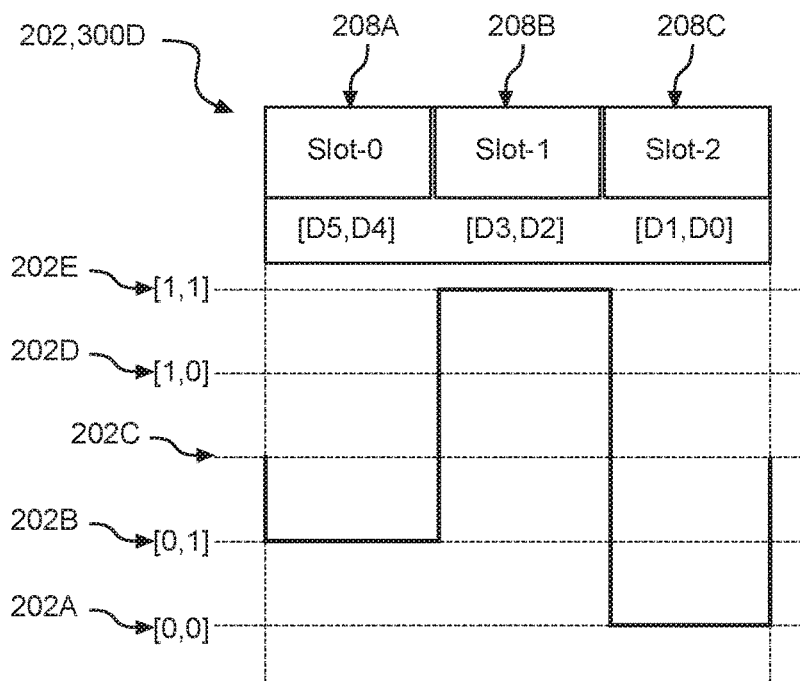 202,300D
208A 208B 208C
Slot-0 Slot-1 Slot-2
[D5,D4] [D3,D2] [D1,D0]
202E [1,1]
202D [1,0]
202C
202B [0,1]
202A [0,0]